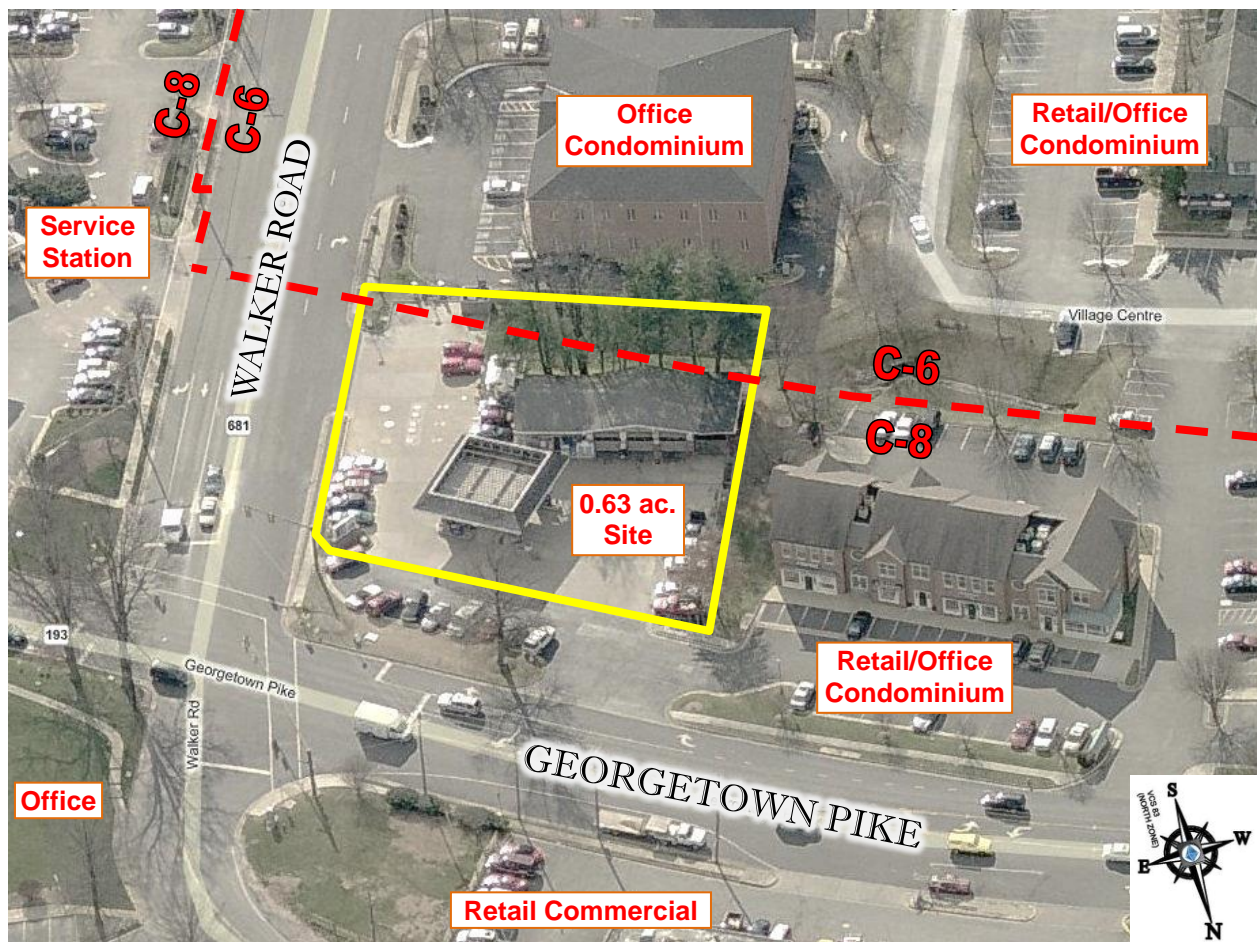 C-8
C-6
Office
Condominium
Retail/Office
Condominium
WALKER ROAD
Service
Station
Village Centre
C-6
C-8
681
0.63 ac.
Site
193
Georgetown Pike
Walker Rd
Retail/Office
Condominium
GEORGETOWN PIKE
Office
Retail Commercial
VCS 83
(NORTH ZONE)
S
W
E
N